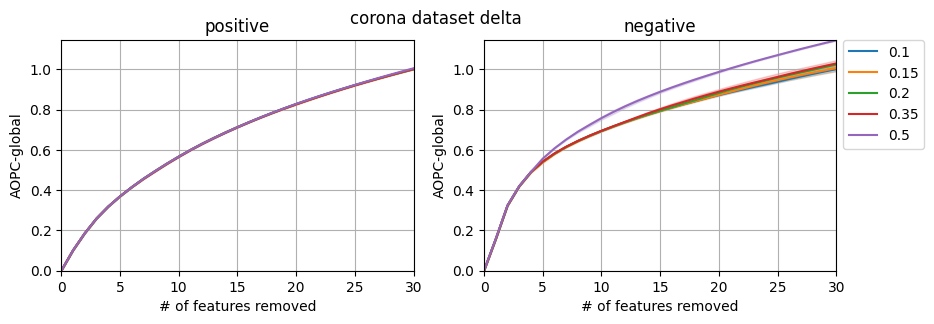 corona dataset delta
positive
AOPC-global
1.0
0.8
0.6
0.4
0.2
0.0
0 5 10 15 20 25 30
# of features removed
negative
AOPC-global
1.0
0.8
0.6
0.4
0.2
0.0
0 5 10 15 20 25 30
# of features removed
0.1
0.15
0.2
0.35
0.5